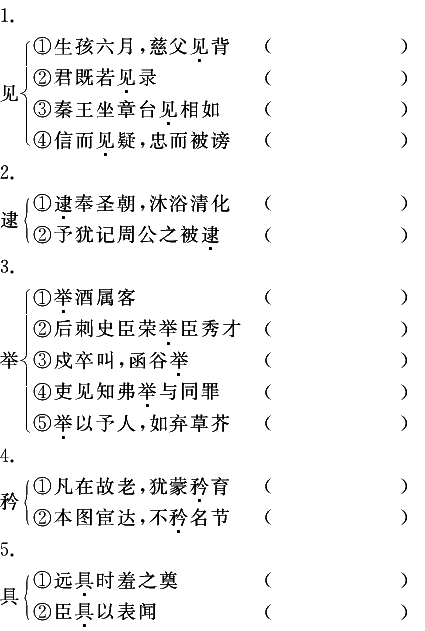 1.
见
①生孩六月,慈父见背 ( )
②君既若见录 ( )
③秦王坐章台见相如 ( )
④信而见疑,忠而被谤 ( )
2.
逮
①逮奉圣朝,沐浴清化 ( )
②予犹记周公之被逮 ( )
3.
举
①举酒属客 ( )
②后刺史臣荣举臣秀才 ( )
③戍卒叫,函谷举 ( )
④吏见知弗举与同罪 ( )
⑤举以予人,如弃草芥 ( )
4.
矜
①凡在故老,犹蒙矜育 ( )
②本图宦达,不矜名节 ( )
5.
具
①远具时羞之奠 ( )
②臣具以表闻 ( )